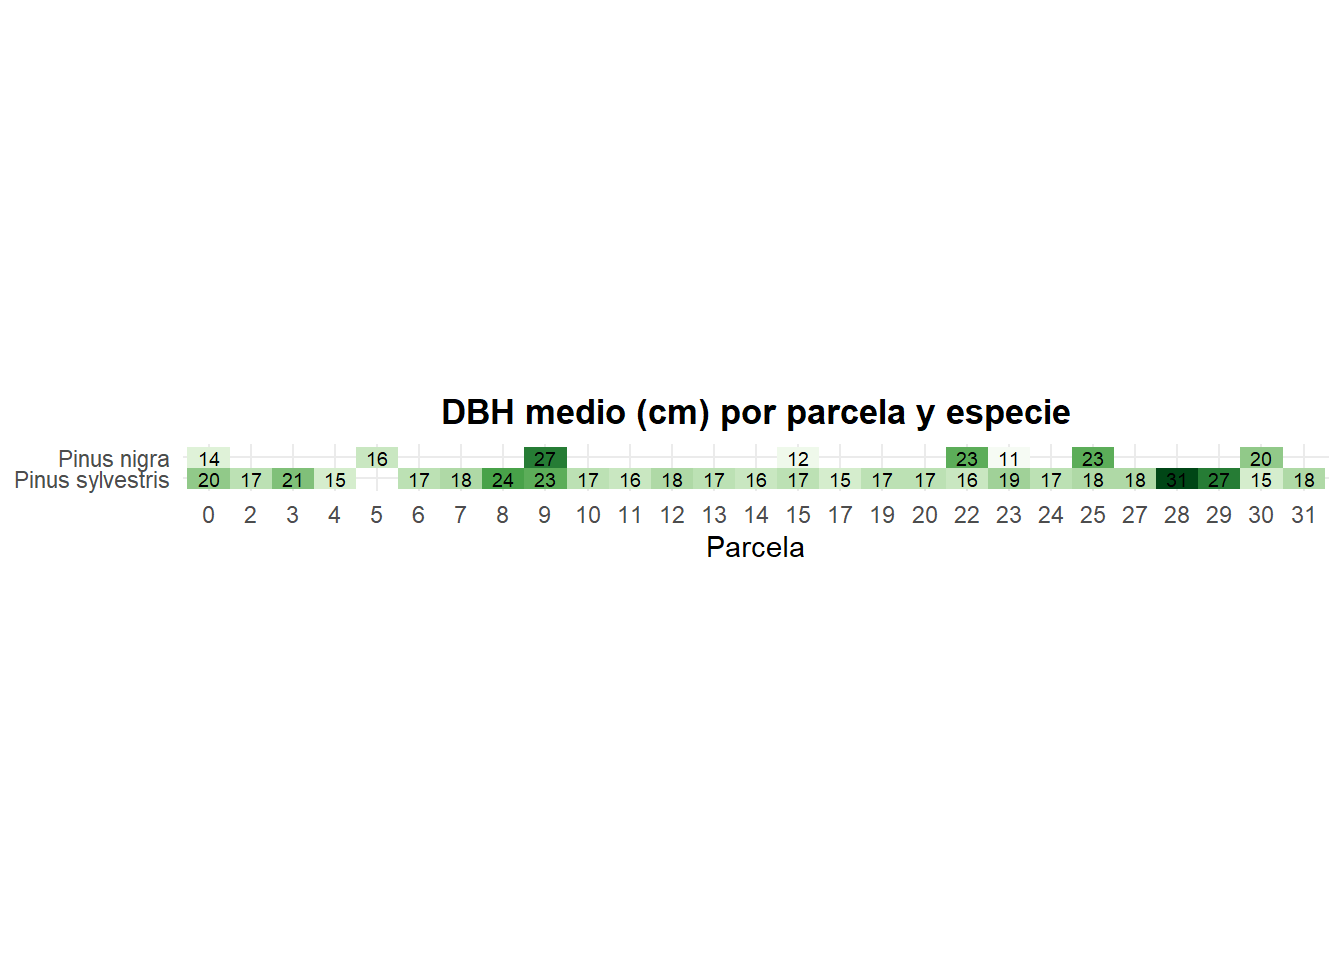 DBH medio (cm) por parcela y especie
Pinus nigra 14 16 27 12 23 11 23 20
Pinus sylvestris 20 17 21 15 17 18 24 23 17 16 18 17 16 17 15 17 17 16 19 17 18 18 31 27 15 18
0 2 3 4 5 6 7 8 9 10 11 12 13 14 15 17 19 20 22 23 24 25 27 28 29 30 31
Parcela